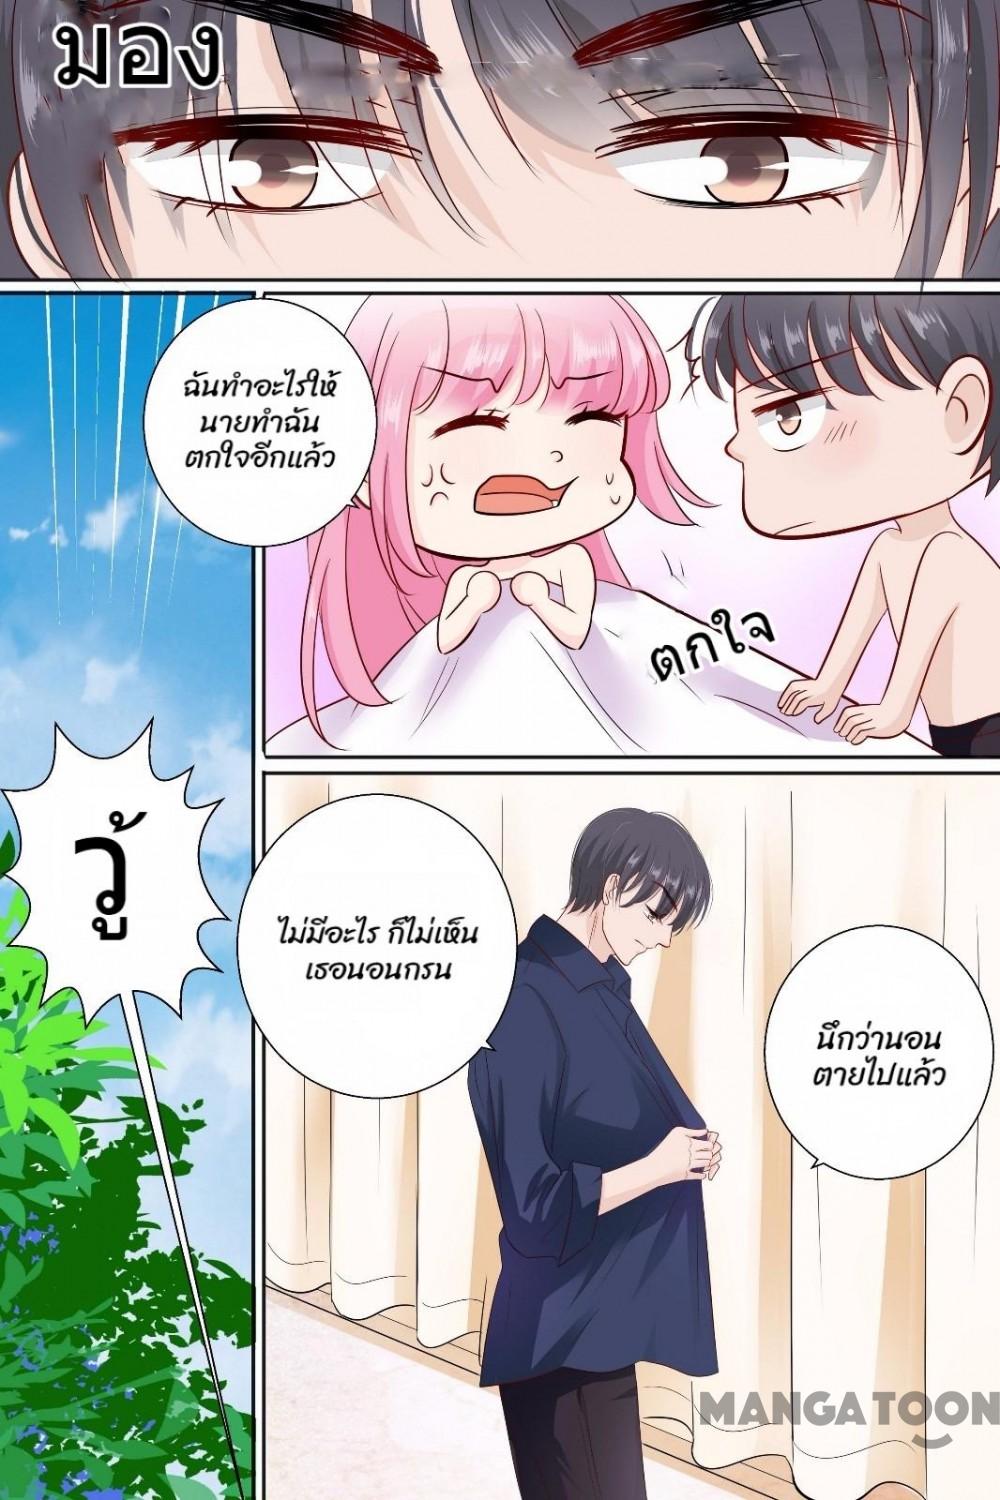 มอง
ฉันทำอะไรให้
นายทำฉัน
ตกใจอีกแล้ว
ตกใจ
วู้
ไม่มีอะไร ก็ไม่เห็น
เธอนอนกรน
นึกว่านอน
ตายไปแล้ว
MANGATOON